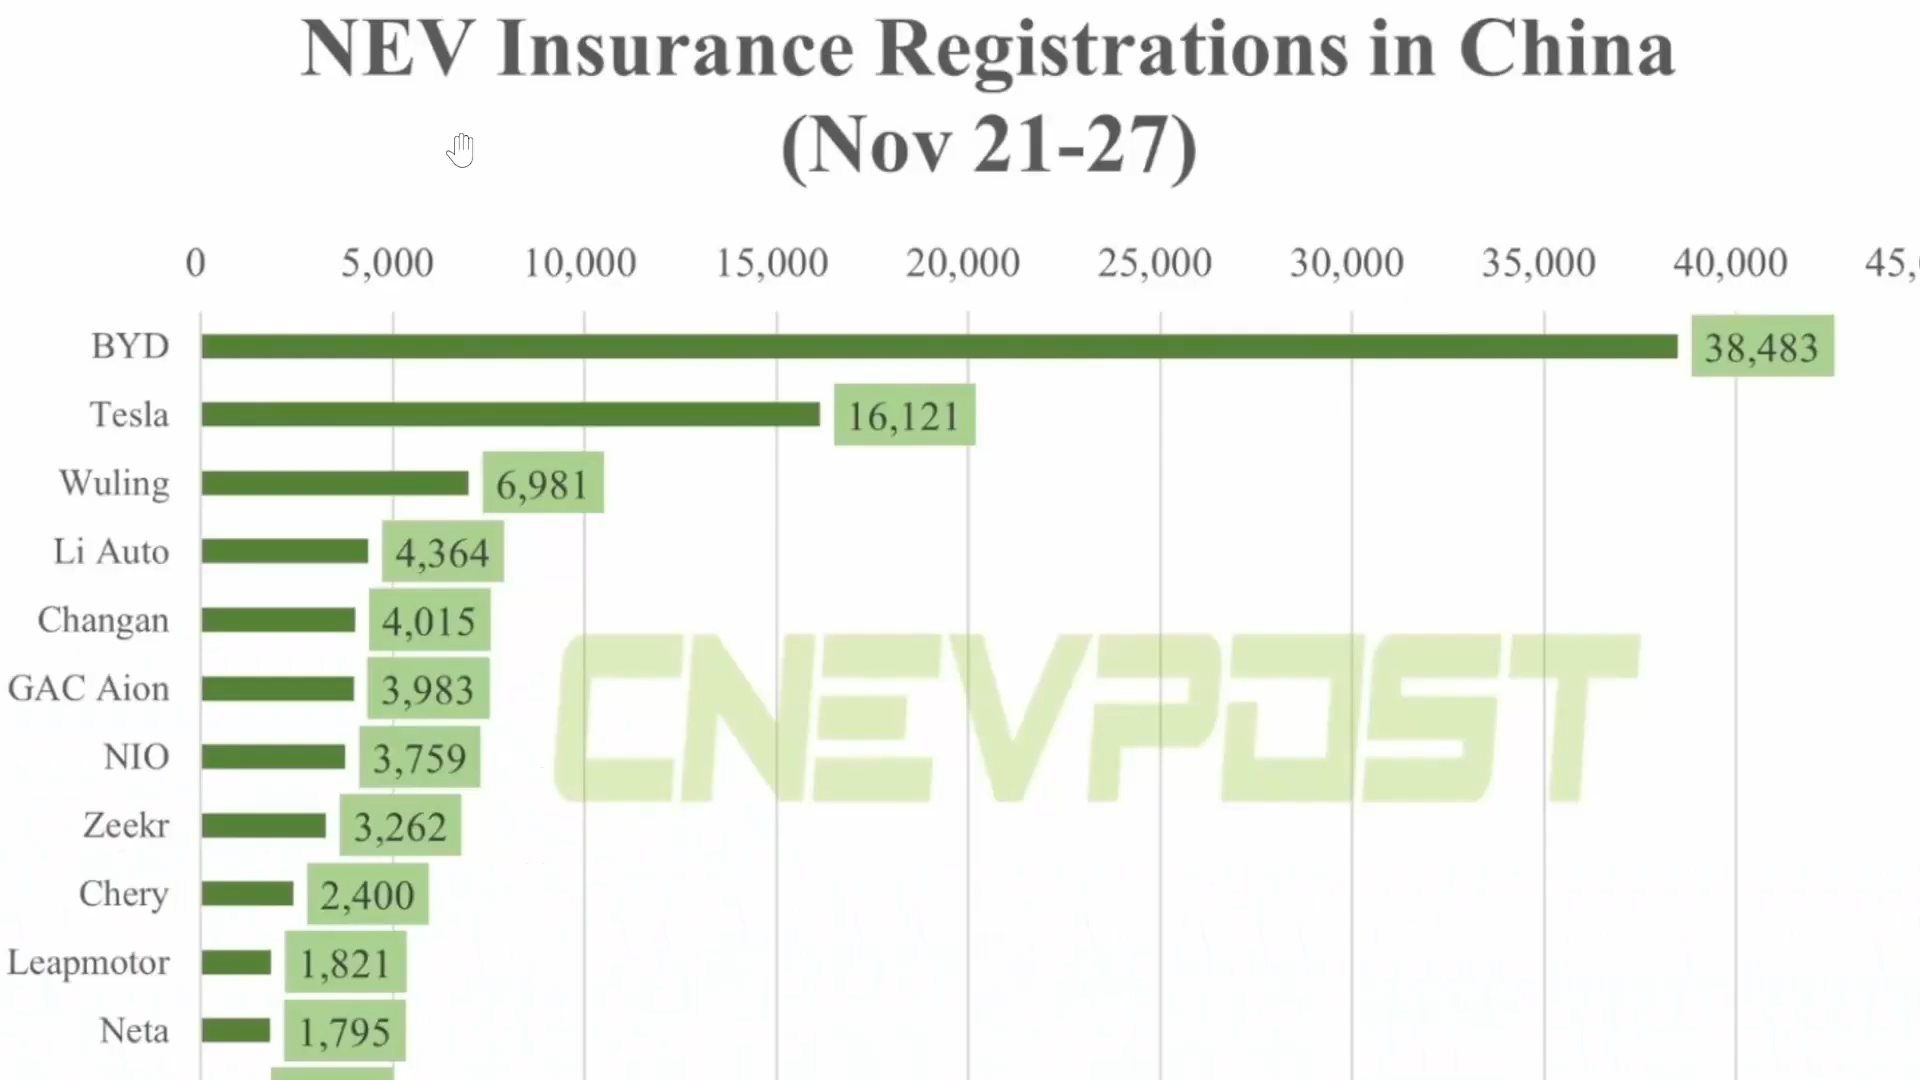 NEV Insurance Registrations in China
(Nov 21-27)
0 5,000 10,000 15,000 20,000 25,000 30,000 35,000 40,000 45,
BYD 38,483
Tesla 16,121
Wuling 6,981
Li Auto 4,364
Changan 4,015
GAC Aion 3,983
NIO 3,759
Zeekr 3,262
Chery 2,400
Leapmotor 1,821
Neta 1,795
CNEVPOST